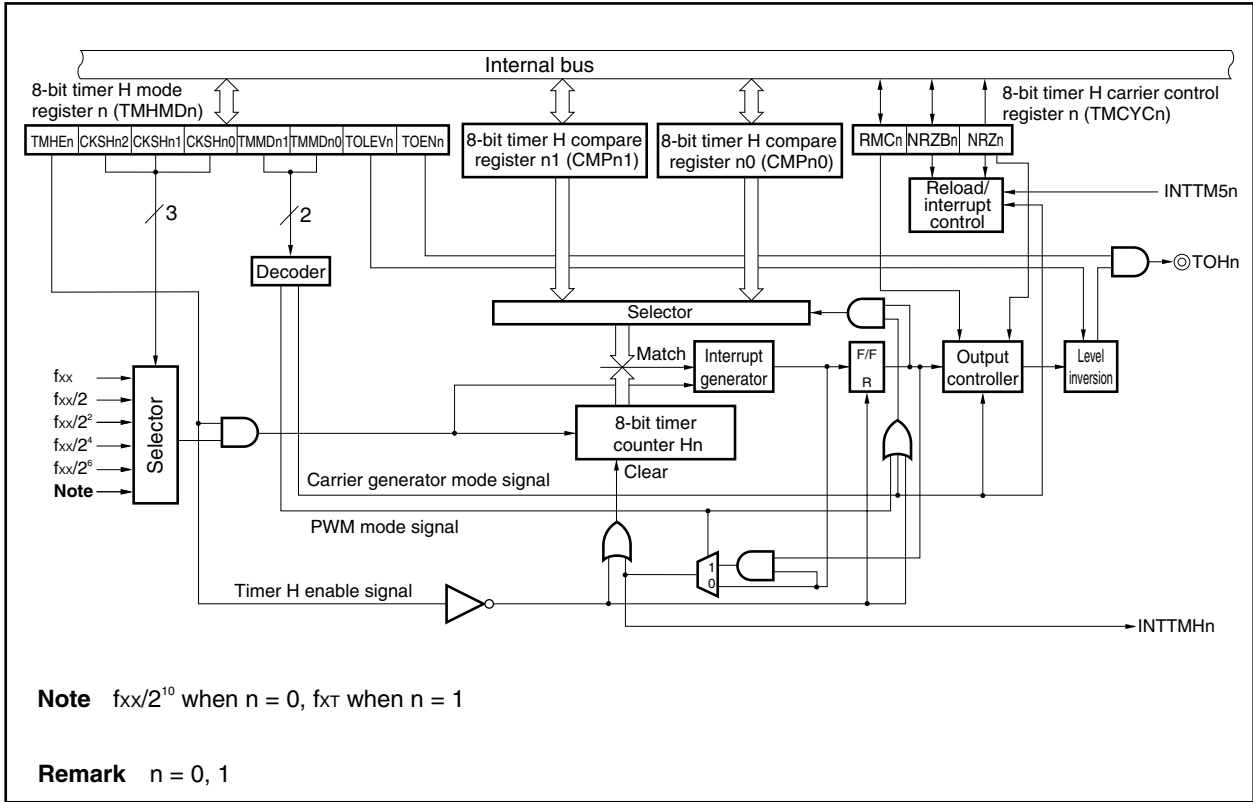 Internal bus
8-bit timer H mode
register n (TMHMDn)
8-bit timer H carrier control
register n (TMCYCn)
TMHEn CKSHn2 CKSHn1 CKSHn0 TMMDn1 TMMDn0 TOLEVn TOENn
8-bit timer H compare
register n1 (CMPn1)
8-bit timer H compare
register n0 (CMPn0)
RMCn NRZBn NRZn
Reload/
interrupt
control
INTTM5n
3
2
Decoder
TOHn
Selector
Match
Interrupt
generator
F/F
R
Output
controller
Level
inversion
fxx
fxx/2
fxx/2²
fxx/2⁴
fxx/2⁶
Note
Selector
8-bit timer
counter Hn
Clear
Carrier generator mode signal
PWM mode signal
1
0
Timer H enable signal
INTTMHn
Note fxx/2¹⁰ when n = 0, fxT when n = 1
Remark n = 0, 1